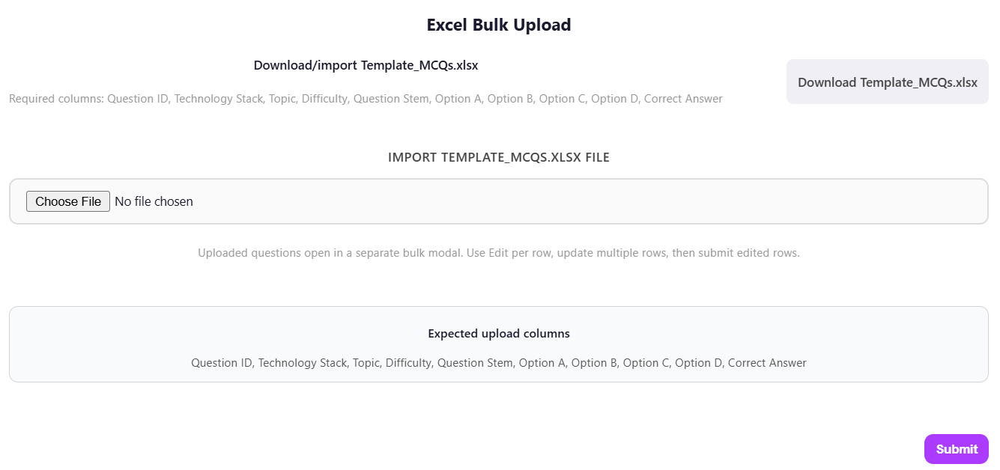 Excel Bulk Upload
Download/import Template_MCQs.xlsx
Required columns: Question ID, Technology Stack, Topic, Difficulty, Question Stem, Option A, Option B, Option C, Option D, Correct Answer
Download Template_MCQs.xlsx
IMPORT TEMPLATE_MCQS.XLSX FILE
Choose File No file chosen
Uploaded questions open in a separate bulk modal. Use Edit per row, update multiple rows, then submit edited rows.
Expected upload columns
Question ID, Technology Stack, Topic, Difficulty, Question Stem, Option A, Option B, Option C, Option D, Correct Answer
Submit